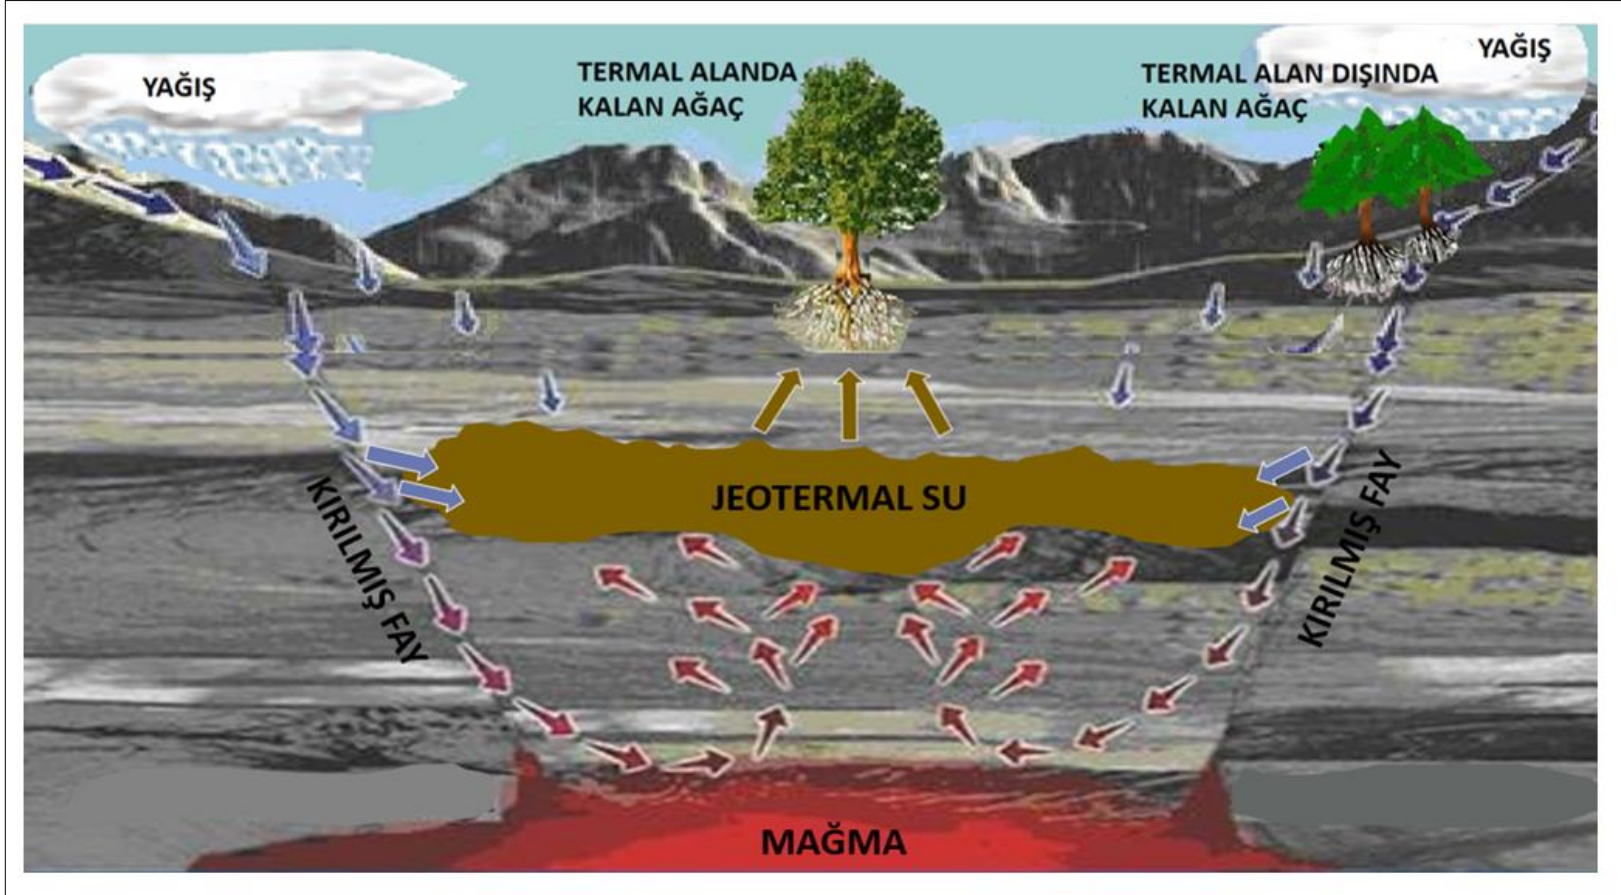 YAĞIŞ
TERMAL ALANDA
KALAN AĞAÇ
TERMAL ALAN DIŞINDA
KALAN AĞAÇ
YAĞIŞ
JEOTERMAL SU
KIRILMIŞ FAY
KIRILMIŞ FAY
MAĞMA